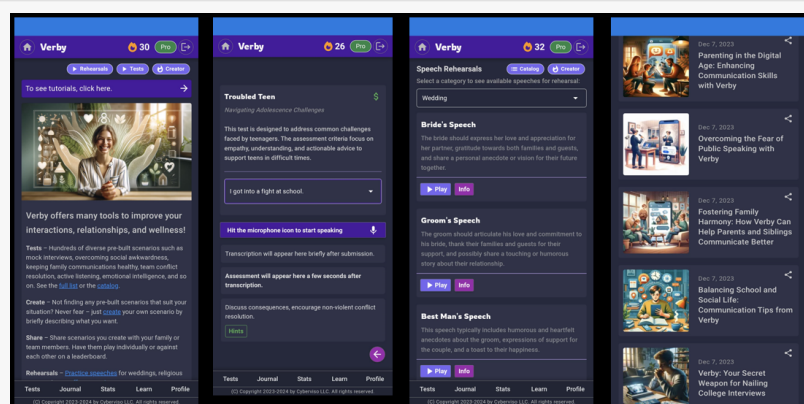 Verby
30
Pro
Rehearsals
Tests
Creator
To see tutorials, click here.
Verby offers many tools to improve your
interactions, relationships, and wellness!
Tests – Hundreds of diverse pre-built scenarios such as
mock interviews, overcoming social awkwardness,
keeping family communications healthy, team conflict
resolution, active listening, emotional intelligence, and so
on. See the full list or the catalog.
Create – Not finding any pre-built scenarios that suit your
situation? Never fear – just create your own scenario by
briefly describing what you want.
Share – Share scenarios you create with your family or
team members. Have them play individually or against
each other on a leaderboard.
Rehearsals – Practice speeches for weddings, religious
Tests Journal Stats Learn Profile
(C) Copyright 2023-2024 by Cyberviso LLC. All rights reserved.
Verby
26
Pro
Troubled Teen
$
Navigating Adolescence Challenges
This test is designed to address common challenges
faced by teenagers. The assessment criteria focus on
empathy, understanding, and actionable advice to
support teens in difficult times.
I got into a fight at school.
Hit the microphone icon to start speaking
Transcription will appear here briefly after submission.
Assessment will appear here a few seconds after
transcription.
Discuss consequences, encourage non-violent conflict
resolution.
Hints
Tests Journal Stats Learn Profile
(C) Copyright 2023-2024 by Cyberviso LLC. All rights reserved.
Verby
32
Pro
Speech Rehearsals
Catalog
Creator
Select a category to see available speeches for rehearsal:
Wedding
Bride's Speech
The bride should express her love and appreciation for
her partner, gratitude towards both families and guests,
and share a personal anecdote or vision for their future
together.
Play
Info
Groom's Speech
The groom should articulate his love and commitment to
his bride, thank their families and guests for their
support, and possibly share a touching or humorous
story about their relationship.
Play
Info
Best Man's Speech
This speech typically includes humorous and heartfelt
anecdotes about the groom, expressions of support for
the couple, and a toast to their happiness.
Play
Info
Tests Journal Stats Learn Profile
(C) Copyright 2023-2024 by Cyberviso LLC. All rights reserved.
Dec 7, 2023
Parenting in the Digital
Age: Enhancing
Communication Skills
with Verby
Dec 7, 2023
Overcoming the Fear of
Public Speaking with
Verby
Dec 7, 2023
Fostering Family
Harmony: How Verby Can
Help Parents and Siblings
Communicate Better
Dec 7, 2023
Balancing School and
Social Life:
Communication Tips from
Verby
Dec 7, 2023
Verby: Your Secret
Weapon for Nailing
College Interviews